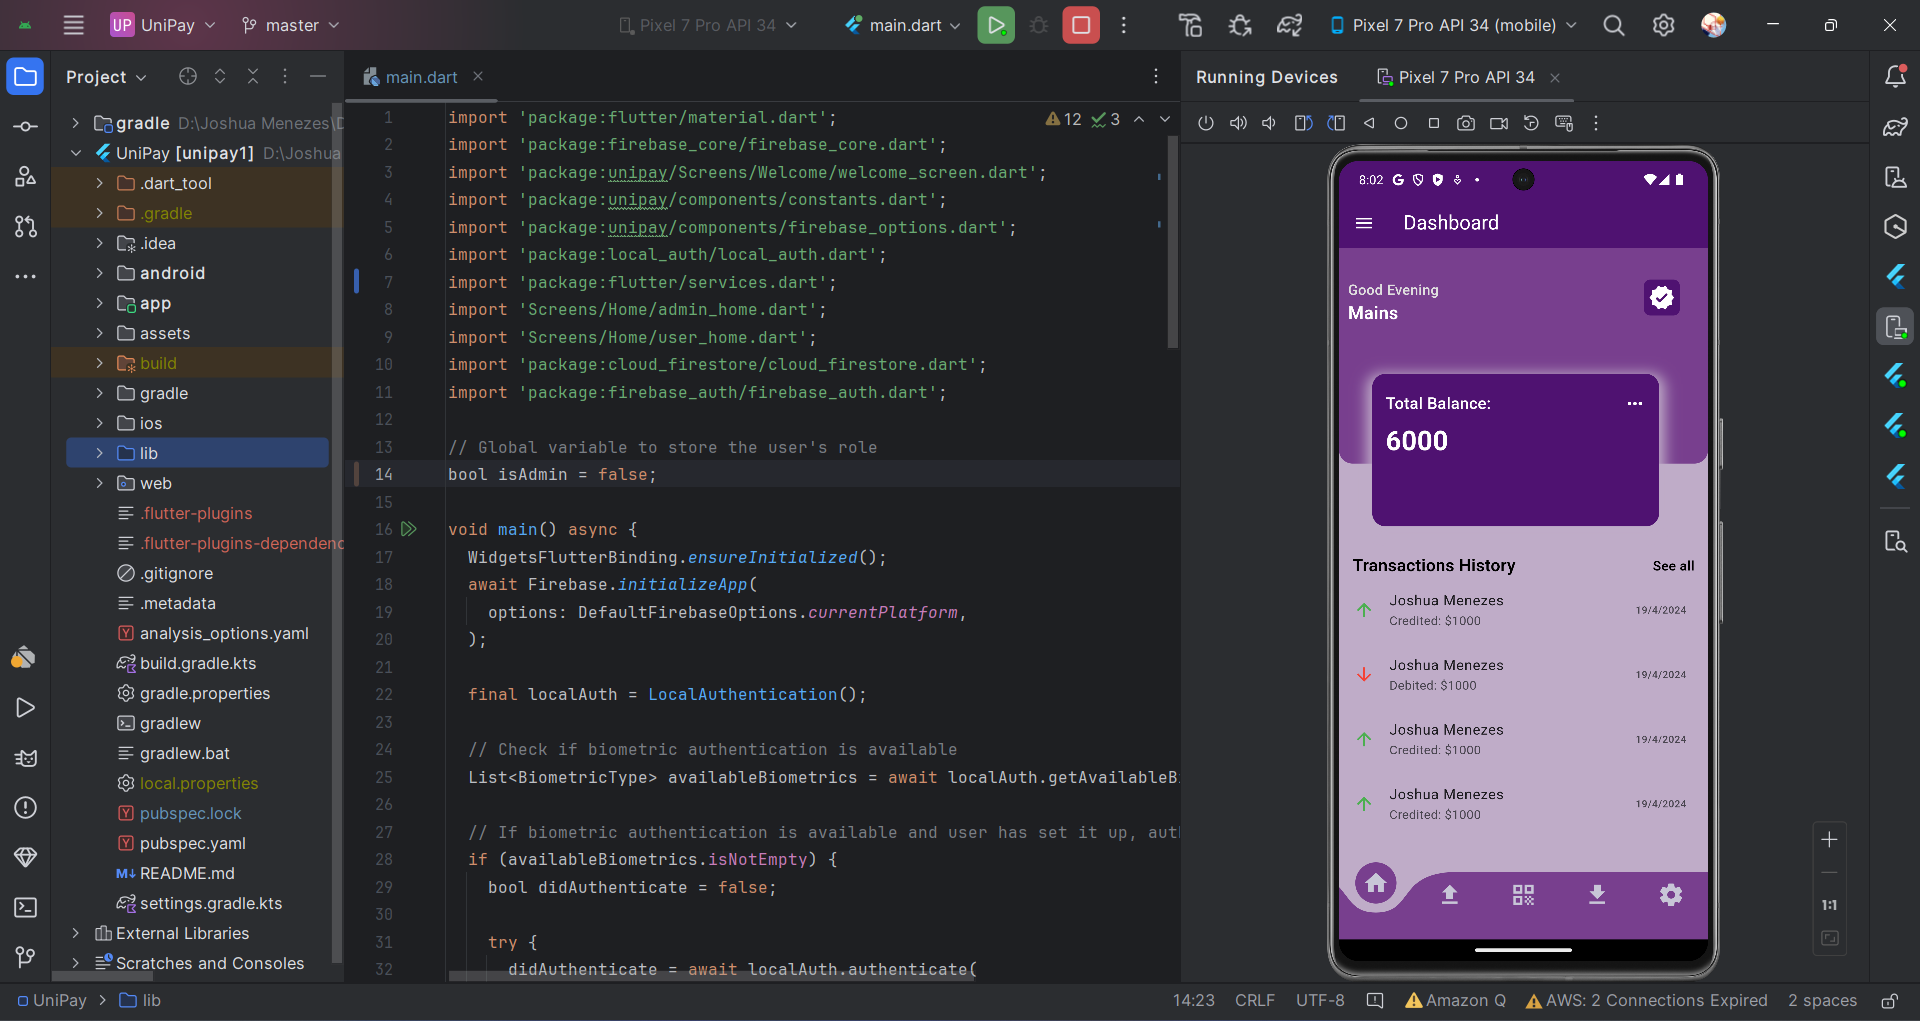 UP UniPay
master
Pixel 7 Pro API 34
main.dart
Pixel 7 Pro API 34 (mobile)
Project
main.dart
Running Devices
Pixel 7 Pro API 34
gradle D:\Joshua Menezes\
UniPay [unipay1] D:\Joshua
.dart_tool
.gradle
.idea
android
app
assets
build
gradle
ios
lib
web
.flutter-plugins
.flutter-plugins-dependenc
.gitignore
.metadata
analysis_options.yaml
build.gradle.kts
gradle.properties
gradlew
gradlew.bat
local.properties
pubspec.lock
pubspec.yaml
README.md
settings.gradle.kts
External Libraries
Scratches and Consoles
12 3
1 import 'package:flutter/material.dart';
2 import 'package:firebase_core/firebase_core.dart';
3 import 'package:unipay/Screens/Welcome/welcome_screen.dart';
4 import 'package:unipay/components/constants.dart';
5 import 'package:unipay/components/firebase_options.dart';
6 import 'package:local_auth/local_auth.dart';
7 import 'package:flutter/services.dart';
8 import 'Screens/Home/admin_home.dart';
9 import 'Screens/Home/user_home.dart';
10 import 'package:cloud_firestore/cloud_firestore.dart';
11 import 'package:firebase_auth/firebase_auth.dart';
12
13 // Global variable to store the user's role
14 bool isAdmin = false;
15
16 void main() async {
17 WidgetsFlutterBinding.ensureInitialized();
18 await Firebase.initializeApp(
19 options: DefaultFirebaseOptions.currentPlatform,
20 );
21
22 final localAuth = LocalAuthentication();
23
24 // Check if biometric authentication is available
25 List<BiometricType> availableBiometrics = await localAuth.getAvailableB
26
27 // If biometric authentication is available and user has set it up, aut
28 if (availableBiometrics.isNotEmpty) {
29 bool didAuthenticate = false;
30
31 try {
32 didAuthenticate = await localAuth.authenticate(
8:02
Dashboard
Good Evening
Mains
Total Balance:
6000
Transactions History See all
Joshua Menezes
Credited: $1000
19/4/2024
Joshua Menezes
Debited: $1000
19/4/2024
Joshua Menezes
Credited: $1000
19/4/2024
Joshua Menezes
Credited: $1000
19/4/2024
1:1
UniPay > lib
14:23 CRLF UTF-8 Amazon Q AWS: 2 Connections Expired 2 spaces